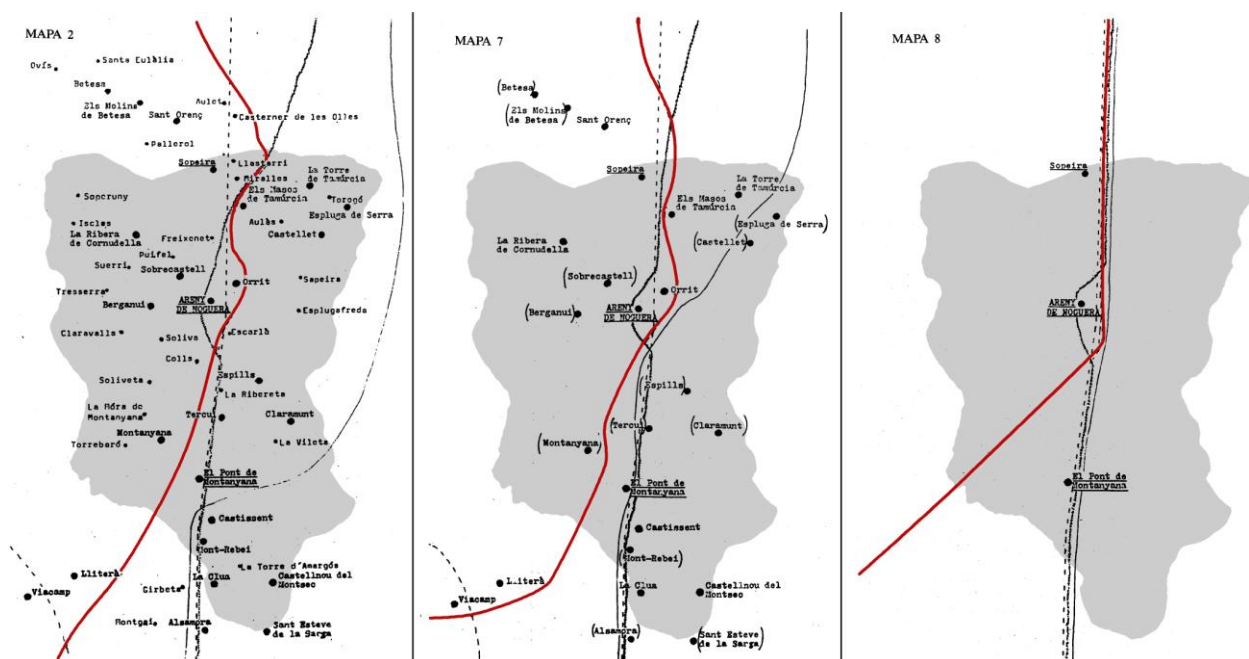 MAPA 2
Santa Eulàlia
Ovís
Betesa
Els Molins
de Betesa
Aulet
Sant Orenç
Casterner de les Olles
Pallerol
Sopeira
Llastarri
Miralles
La Torre
de Tamúrcia
Els Masos
de Tamúrcia
Torogó
Espluga de Serra
Soncruny
Iscles
La Ribera
de Cornudella
Aulàs
Castellet
Freixenet
Puifel
Suerri
Sobrecastell
Sapeira
Orrit
Tresserra
Berganui
ARENY
DE NOGUERA
Esplugafreda
Claravalls
Soliva
Escarlà
Colls
Espills
Soliveta
La Ribereta
La Móra de
Montanyana
Tercui
Claramunt
Montanyana
Torrebaró
La Vileta
El Pont de
Montanyana
Castissent
Mont-Rebei
La Torre d'Amargós
Lliterà
La Clua
Castellnou del
Montsec
Girbeta
Viacamp
Montgai
Alsamora
Sant Esteve
de la Sarga
MAPA 7
(Betesa)
(Els Molins
de Betesa)
Sant Orenç
Sopeira
La Torre
de Tamúrcia
Els Masos
de Tamúrcia
(Espluga de Serra)
La Ribera
de Cornudella
(Castellet)
(Sobrecastell)
Orrit
(Berganui)
ARENY
DE NOGUERA
(Espills)
(Tercui)
(Claramunt)
(Montanyana)
El Pont de
Montanyana
Castissent
(Mont-Rebei)
Lliterà
La Clua
Castellnou del
Montsec
Viacamp
(Alsamora)
(Sant Esteve
de la Sarga)
MAPA 8
Sopeira
ARENY
DE NOGUERA
El Pont de
Montanyana